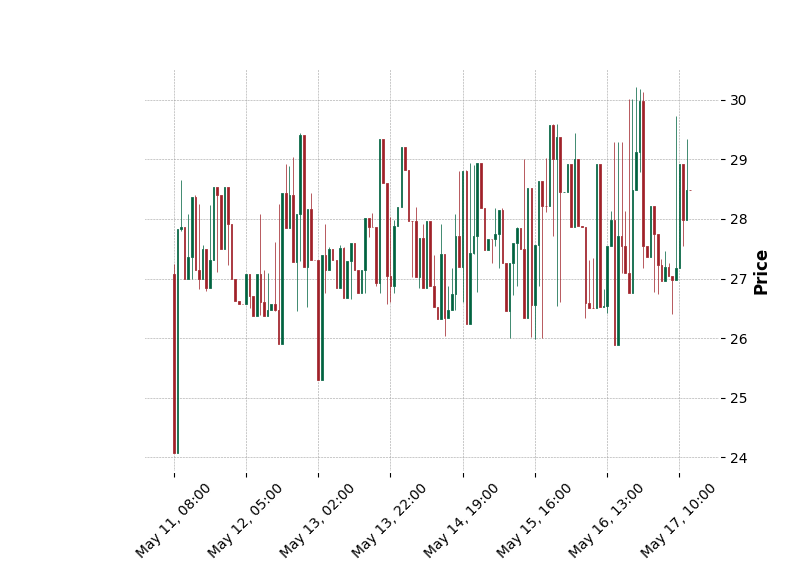 30
29
28
27
26
25
24
Price
May 11, 08:00
May 12, 05:00
May 13, 02:00
May 13, 22:00
May 14, 19:00
May 15, 16:00
May 16, 13:00
May 17, 10:00